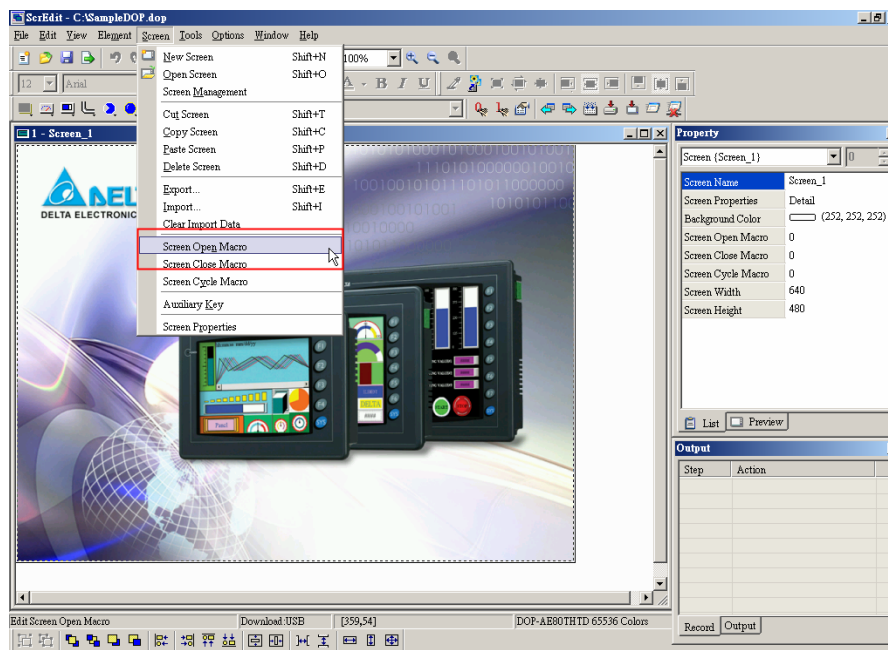 ScrEdit - C:\SampleDOP.dop
File Edit View Element Screen Tools Options Window Help
100%
12 Arial
B I U
New Screen Shift+N
Open Screen Shift+O
Screen Management
Cut Screen Shift+T
Copy Screen Shift+C
Paste Screen Shift+P
Delete Screen Shift+D
Export... Shift+E
Import... Shift+I
Clear Import Data
Screen Open Macro
Screen Close Macro
Screen Cycle Macro
Auxiliary Key
Screen Properties
1 - Screen_1
DEL
DELTA ELECTRONIC
DELTA
Property
Screen {Screen_1} 0
Screen Name Screen_1
Screen Properties Detail
Background Color (252, 252, 252)
Screen Open Macro 0
Screen Close Macro 0
Screen Cycle Macro 0
Screen Width 640
Screen Height 480
List Preview
Output
Step Action
Record Output
Edit Screen Open Macro Download:USB [359,54] DOP-AE80THTD 65536 Colors